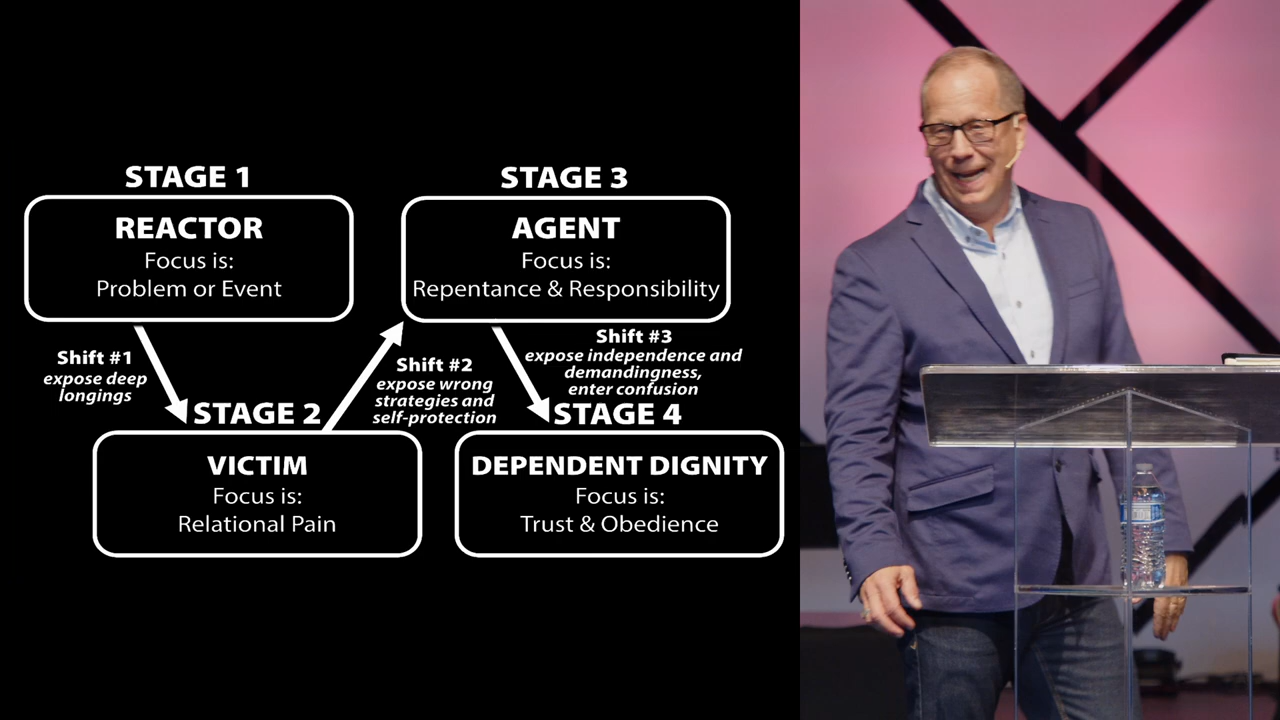 STAGE 1
REACTOR
Focus is:
Problem or Event
Shift #1
expose deep
longings
STAGE 2
VICTIM
Focus is:
Relational Pain
Shift #2
expose wrong
strategies and
self-protection
STAGE 3
AGENT
Focus is:
Repentance & Responsibility
Shift #3
expose independence and
demandingness,
enter confusion
STAGE 4
DEPENDENT DIGNITY
Focus is:
Trust & Obedience